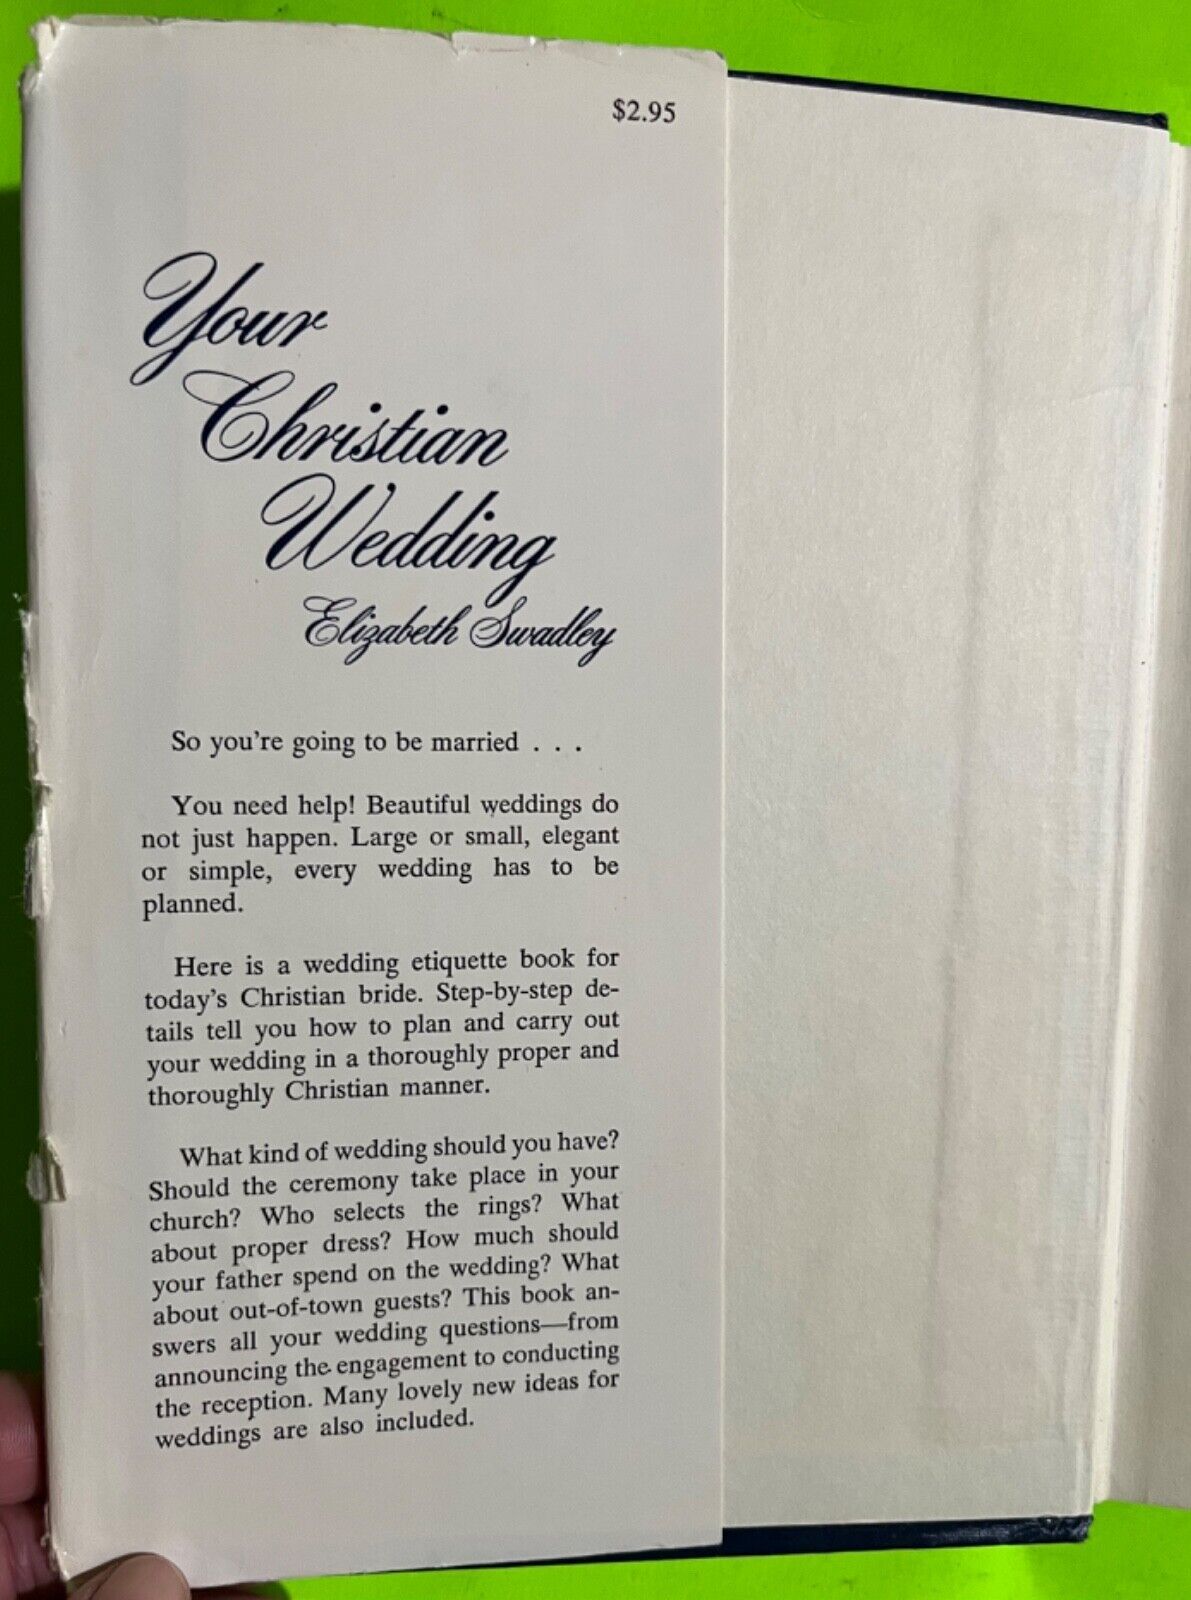 $2.95
Your
Christian
Wedding
Elizabeth Swadley
So you're going to be married . . .
You need help! Beautiful weddings do
not just happen. Large or small, elegant
or simple, every wedding has to be
planned.
Here is a wedding etiquette book for
today's Christian bride. Step-by-step de-
tails tell you how to plan and carry out
your wedding in a thoroughly proper and
thoroughly Christian manner.
What kind of wedding should you have?
Should the ceremony take place in your
church? Who selects the rings? What
about proper dress? How much should
your father spend on the wedding? What
about out-of-town guests? This book an-
swers all your wedding questions—from
announcing the engagement to conducting
the reception. Many lovely new ideas for
weddings are also included.